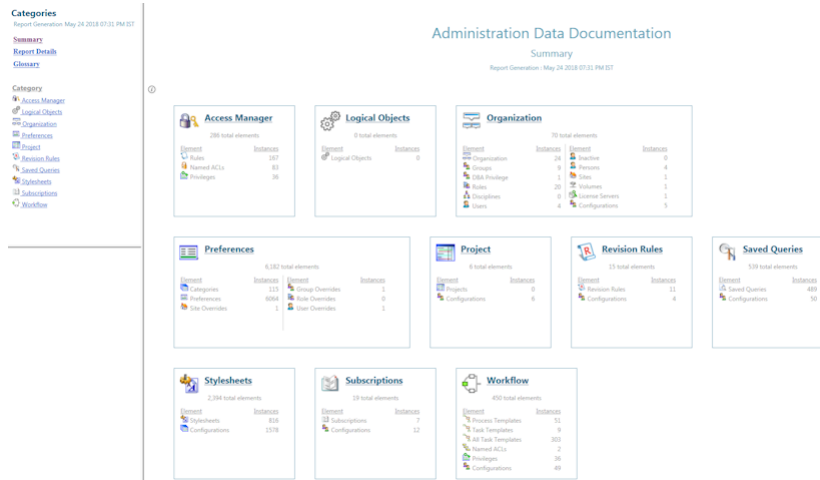 Categories
Report Generation May 24 2018 07:31 PM IST
Summary
Report Details
Glossary
Category
Access Manager
Logical Objects
Organization
Preferences
Project
Revision Rules
Saved Queries
Stylesheets
Subscriptions
Workflow
Administration Data Documentation
Summary
Report Generation : May 24 2018 07:31 PM IST
Access Manager
286 total elements
Element Instances
Rules 167
Named ACLs 83
Privileges 36
Logical Objects
0 total elements
Element Instances
Logical Objects 0
Organization
70 total elements
Element Instances Element Instances
Organization 24 Inactive 0
Groups 9 Persons 4
DBA Privilege 1 Sites 1
Roles 20 Volumes 1
Disciplines 0 License Servers 1
Users 4 Configurations 5
Preferences
6,182 total elements
Element Instances Element Instances
Categories 115 Group Overrides 1
Preferences 6064 Role Overrides 0
Site Overrides 1 User Overrides 1
Project
6 total elements
Element Instances
Projects 0
Configurations 6
Revision Rules
15 total elements
Element Instances
Revision Rules 11
Configurations 4
Saved Queries
539 total elements
Element Instances
Saved Queries 489
Configurations 50
Stylesheets
2,394 total elements
Element Instances
Stylesheets 816
Configurations 1578
Subscriptions
19 total elements
Element Instances
Subscriptions 7
Configurations 12
Workflow
450 total elements
Element Instances
Process Templates 51
Task Templates 9
All Task Templates 303
Named ACLs 2
Privileges 36
Configurations 49